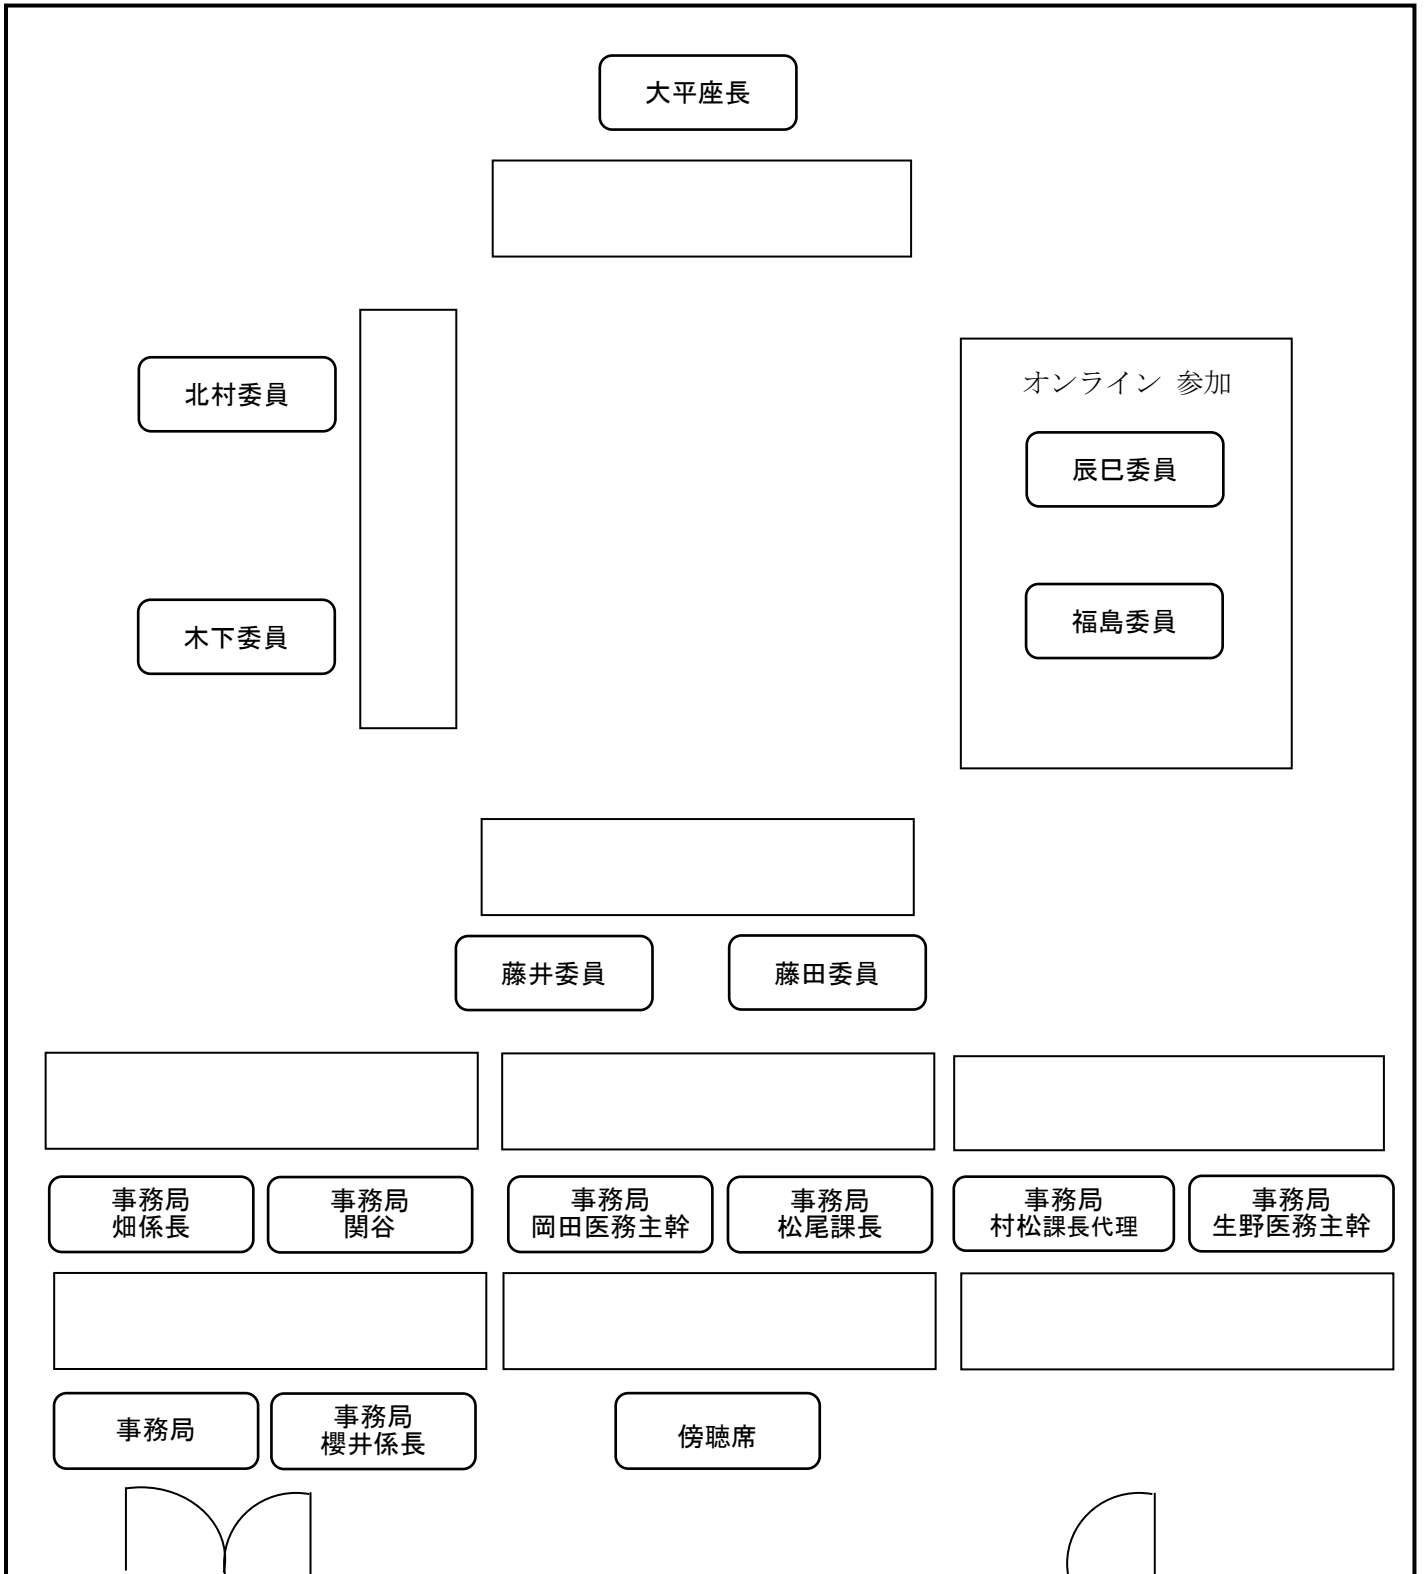 大平座長
北村委員
オンライン 参加
辰巳委員
木下委員
福島委員
藤井委員
藤田委員
事務局
畑係長
事務局
関谷
事務局
岡田医務主幹
事務局
松尾課長
事務局
村松課長代理
事務局
生野医務主幹
事務局
事務局
櫻井係長
傍聴席